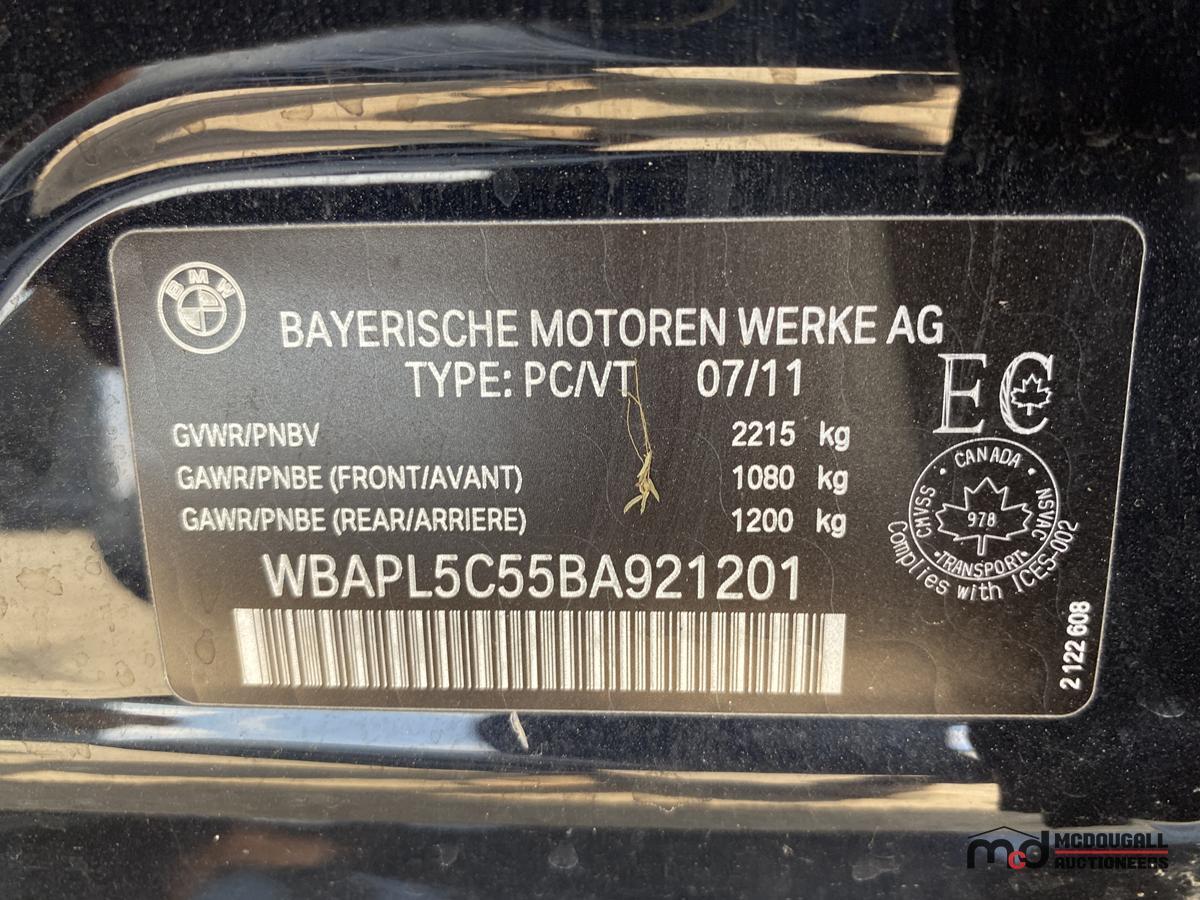 BMW
BAYERISCHE MOTOREN WERKE AG
TYPE: PC/VT 07/11
EC
GVWR/PNBV 2215 kg
GAWR/PNBE (FRONT/AVANT) 1080 kg
GAWR/PNBE (REAR/ARRIERE) 1200 kg
CANADA
CMVSS 978 NSVAC
TRANSPORT
Complies with ICES-002
WBAPL5C55BA921201
2 122 608
mcd MCDOUGALL
AUCTIONEERS